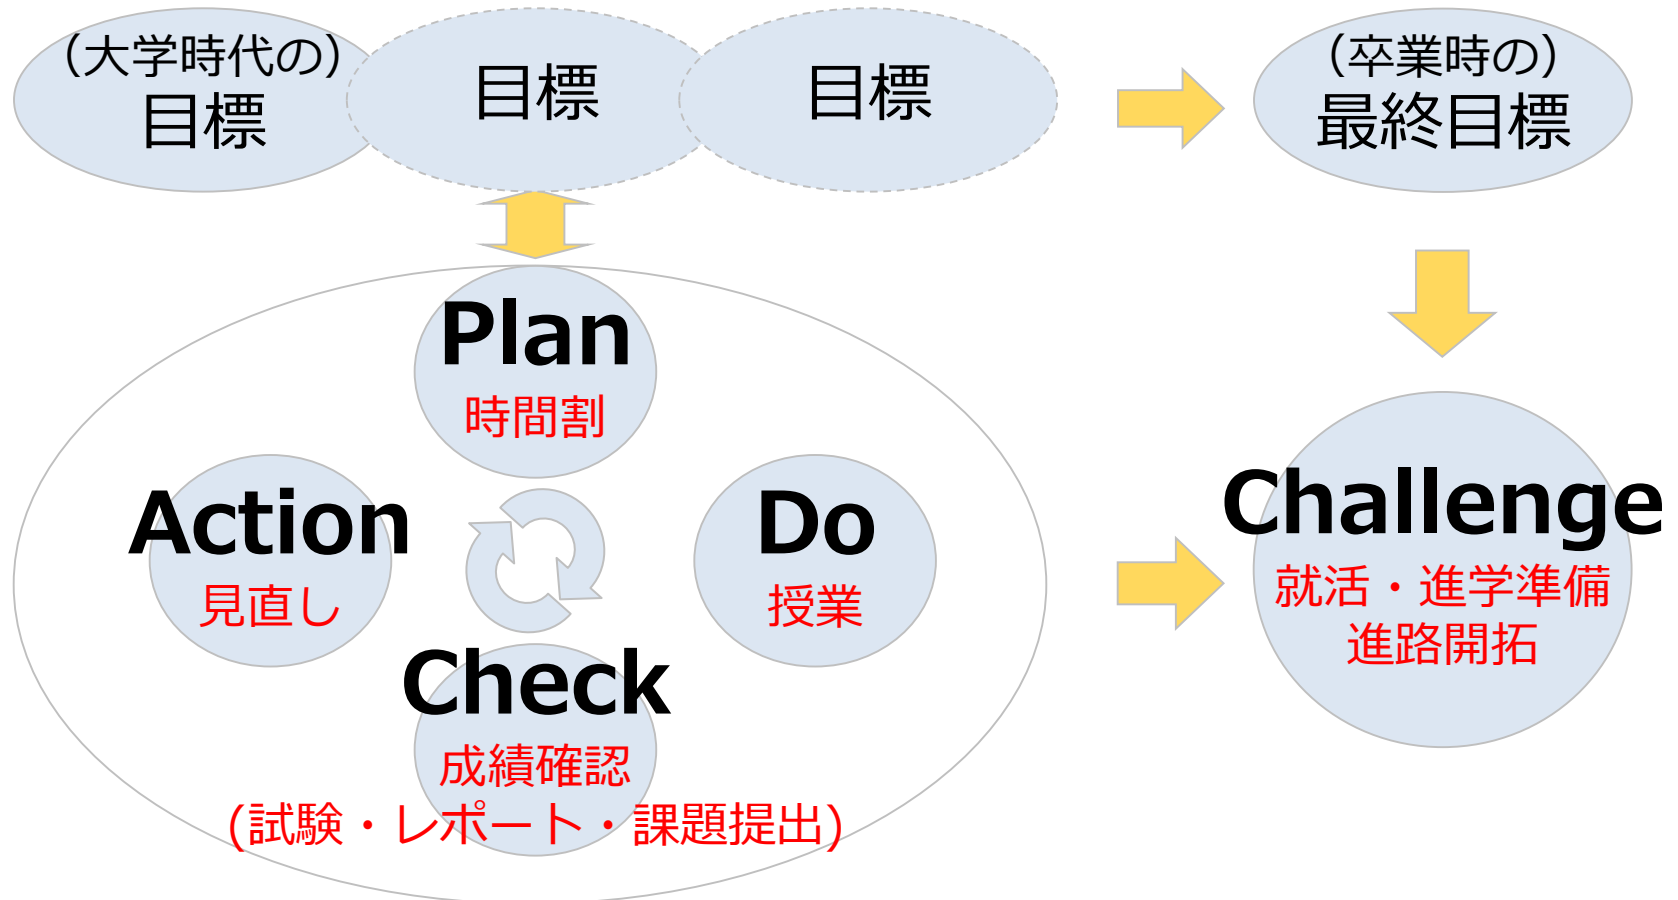 （大学時代の）
目標
目標
目標
（卒業時の）
最終目標
Plan
時間割
Action
見直し
Do
授業
Check
成績確認
(試験・レポート・課題提出)
Challenge
就活・進学準備
進路開拓